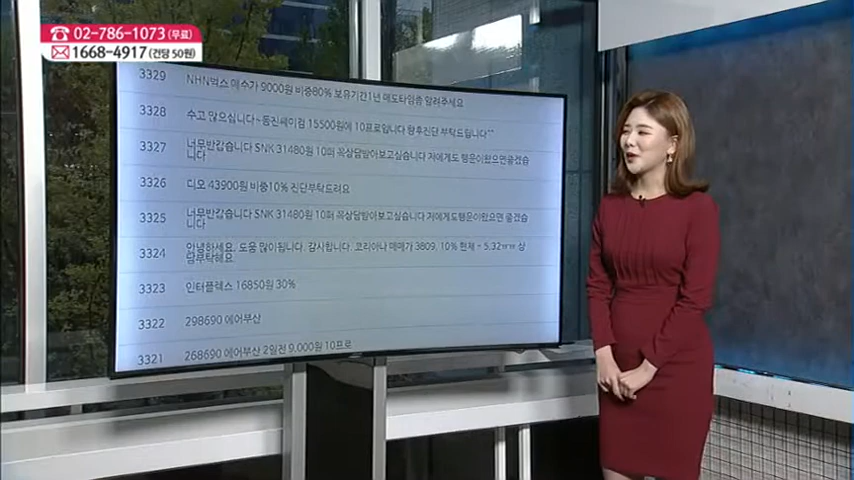 02-786-1073 (무료)
1668-4917 (건당 50원)
3329 NHN벅스 매수가 9000원 비중80% 보유기간1년 매도타임좀 알려주세요
3328 수고 많으십니다~동진쎄미컴 15500원에 10프로입니다 향후진단 부탁드립니다^^
3327 너무반갑습니다 SNK 31480원 10퍼 꼭상담받아보고싶습니다 저에게도 행운이왔으면좋겠습
니다
3326 디오 43900원 비중10% 진단부탁드려요
3325 너무반갑습니다 SNK 31480원 10퍼 꼭상담받아보고싶습니다 저에게도행운이왔으면좋겠습
니다
3324 안녕하세요. 도움 많이됩니다. 감사합니다. 코리아나 매매가 3809, 10% 현재 - 5.32ㅠㅠ 상
담부탁해요.
3323 인터플렉스 16850원 30%
3322 298690 에어부산
3321 268690 에어부산 2일전 9,000원 10프로